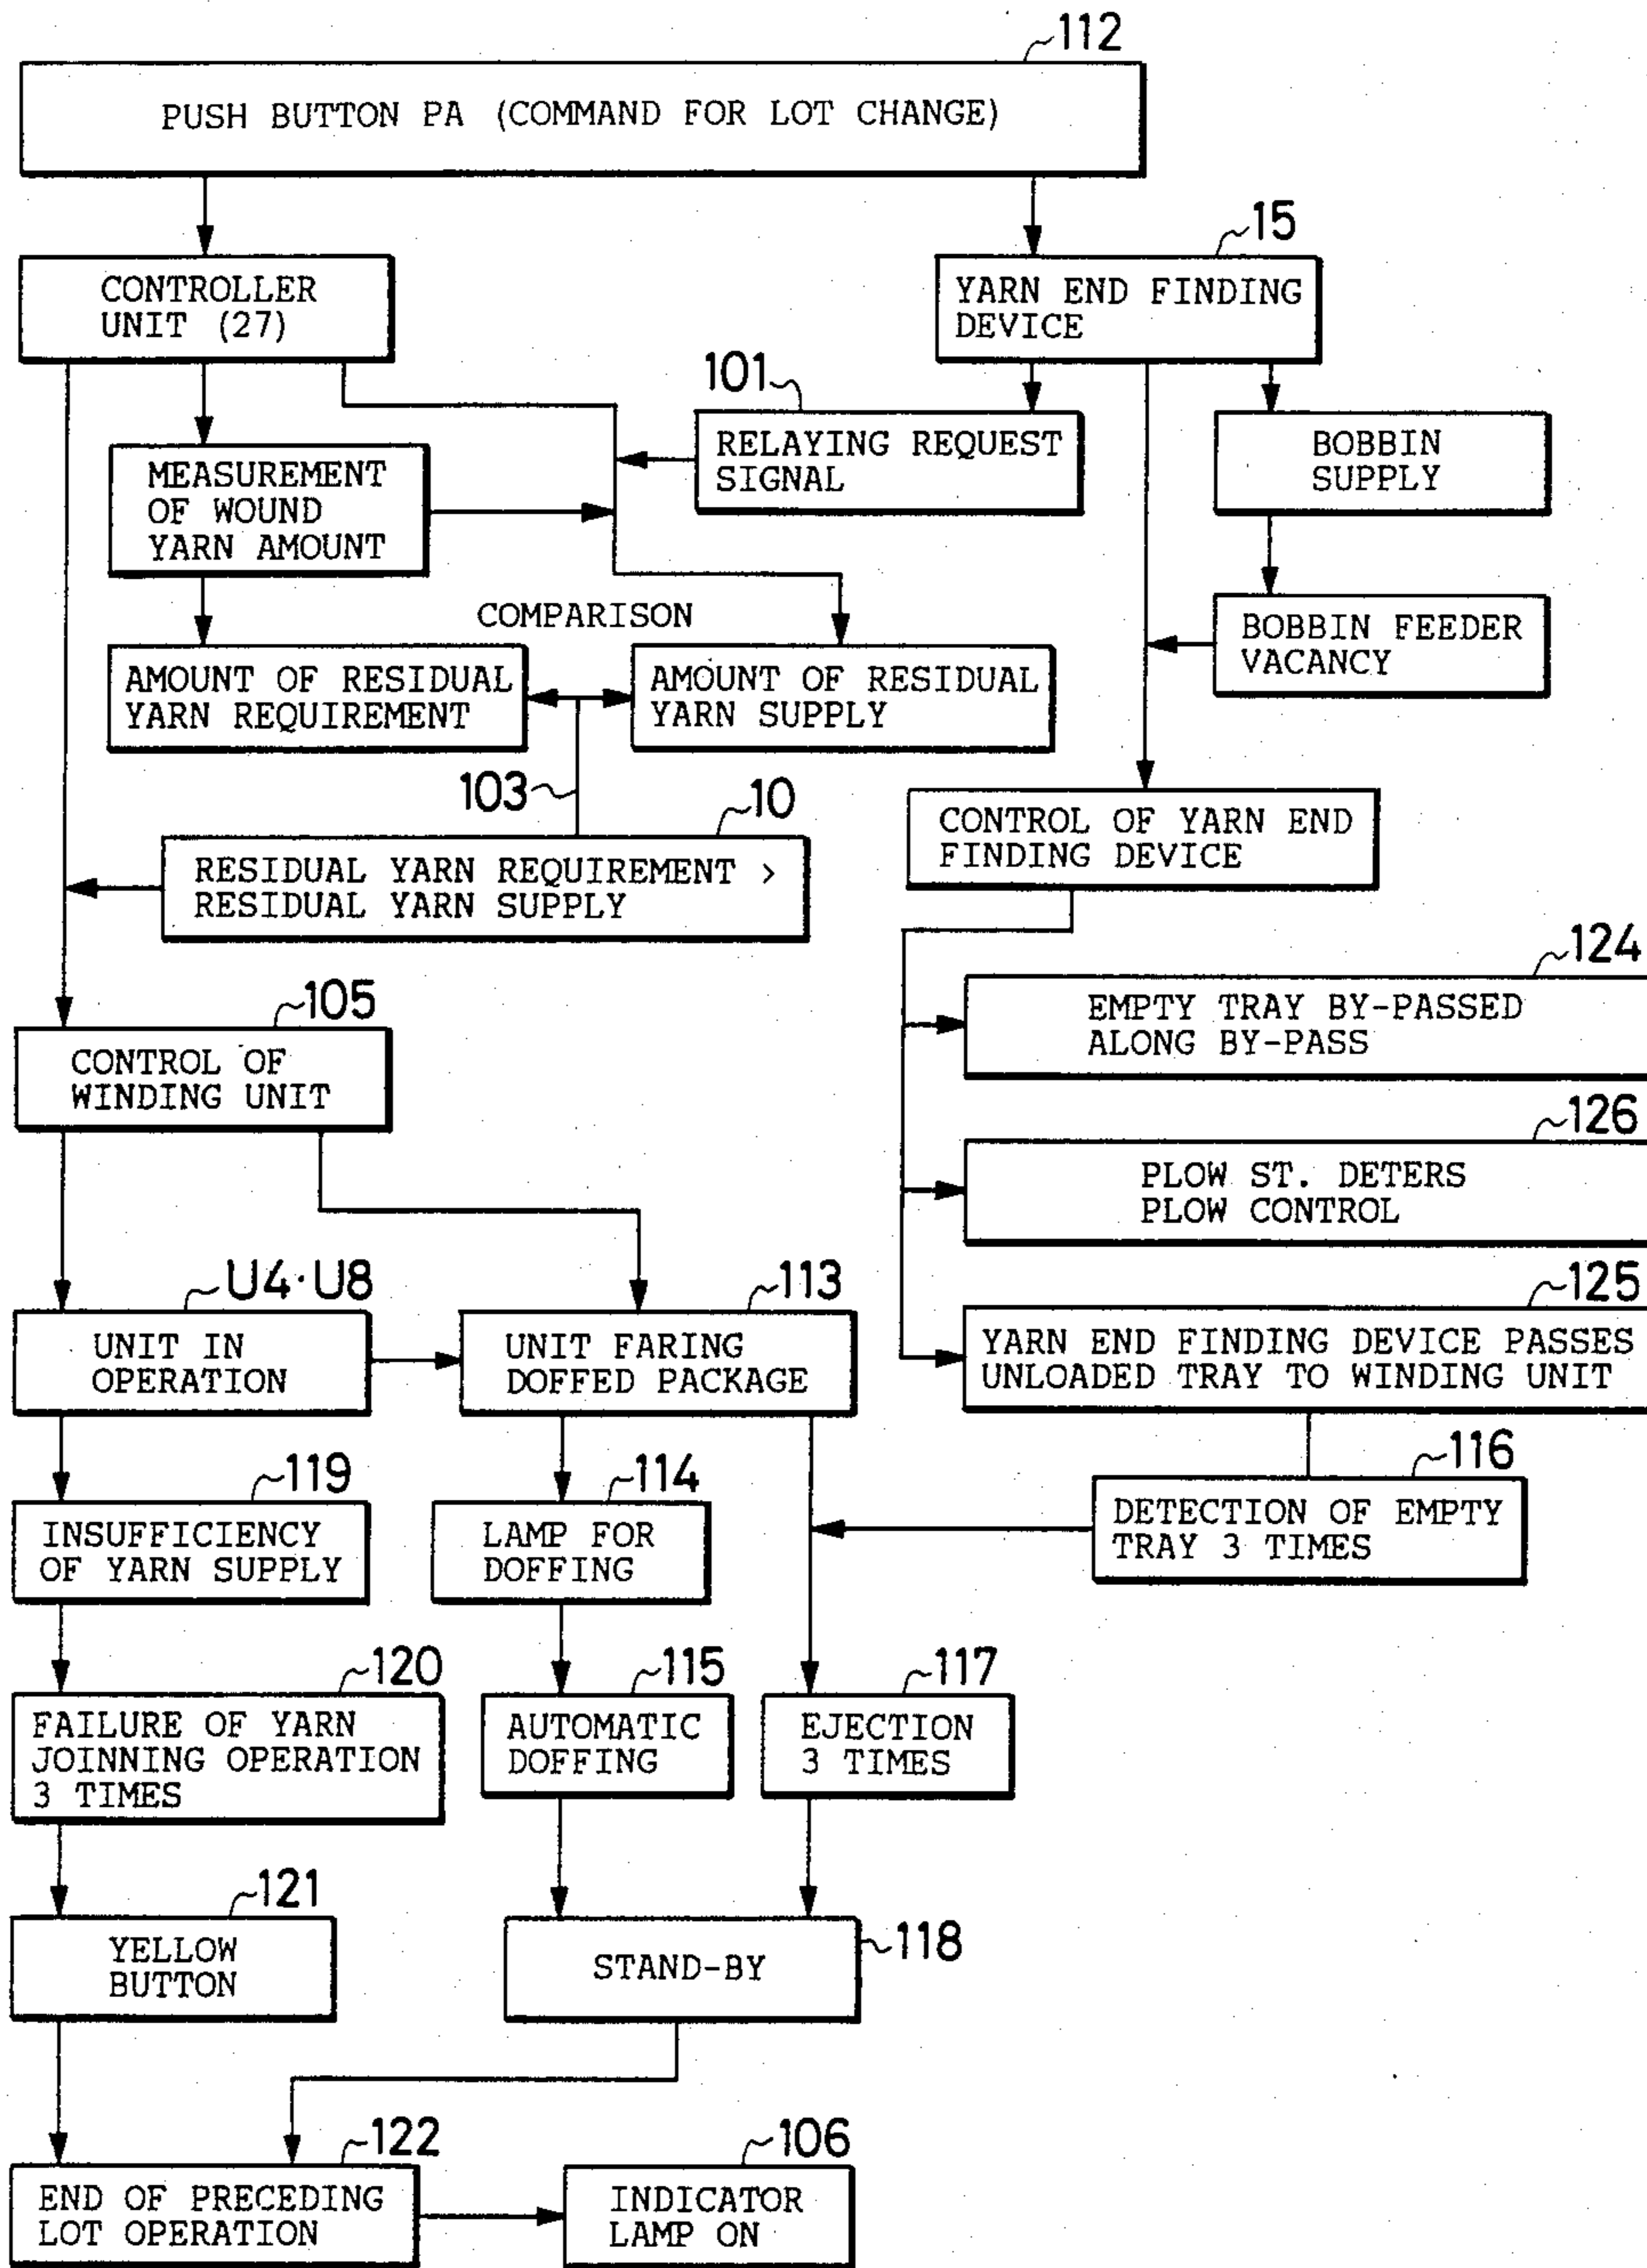 112
PUSH BUTTON PA (COMMAND FOR LOT CHANGE)
15
CONTROLLER
UNIT (27)
YARN END FINDING
DEVICE
101
RELAYING REQUEST
SIGNAL
BOBBIN
SUPPLY
MEASUREMENT
OF WOUND
YARN AMOUNT
COMPARISON
BOBBIN FEEDER
VACANCY
AMOUNT OF RESIDUAL
YARN REQUIREMENT
AMOUNT OF RESIDUAL
YARN SUPPLY
103
10
RESIDUAL YARN REQUIREMENT >
RESIDUAL YARN SUPPLY
CONTROL OF YARN END
FINDING DEVICE
124
EMPTY TRAY BY-PASSED
ALONG BY-PASS
105
CONTROL OF
WINDING UNIT
126
PLOW ST. DETERS
PLOW CONTROL
U4·U8
UNIT IN
OPERATION
113
UNIT FARING
DOFFED PACKAGE
125
YARN END FINDING DEVICE PASSES
UNLOADED TRAY TO WINDING UNIT
119
INSUFFICIENCY
OF YARN SUPPLY
114
LAMP FOR
DOFFING
116
DETECTION OF EMPTY
TRAY 3 TIMES
120
FAILURE OF YARN
JOINNING OPERATION
3 TIMES
115
AUTOMATIC
DOFFING
117
EJECTION
3 TIMES
121
YELLOW
BUTTON
STAND-BY
118
122
END OF PRECEDING
LOT OPERATION
106
INDICATOR
LAMP ON